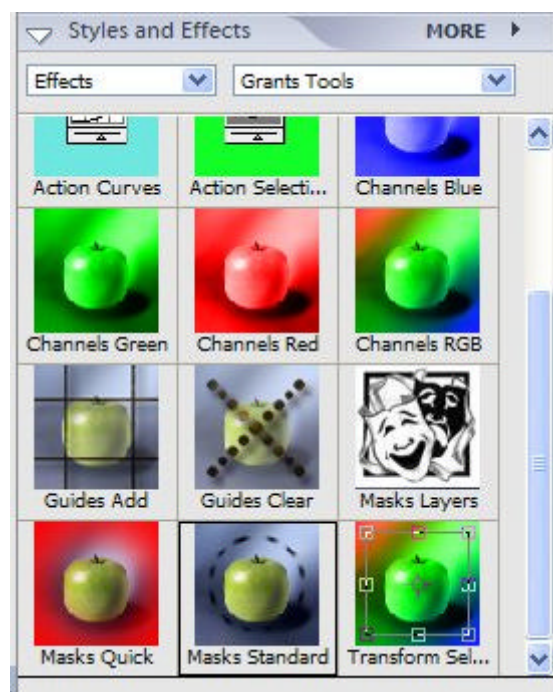 Styles and Effects MORE
Effects Grants Tools
Action Curves Action Selecti... Channels Blue
Channels Green Channels Red Channels RGB
Guides Add Guides Clear Masks Layers
Masks Quick Masks Standard Transform Sel...